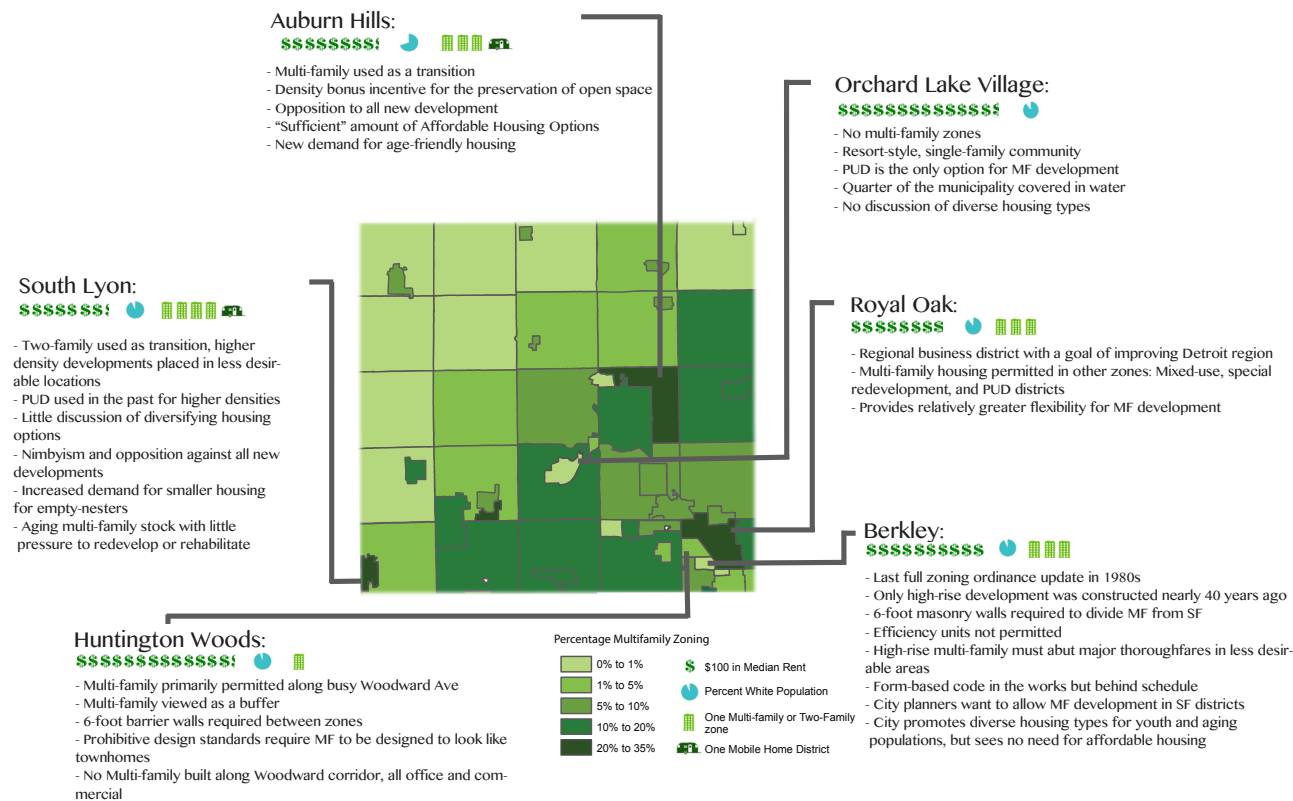 Auburn Hills:
$$$$$$$$$$
- Multi-family used as a transition
- Density bonus incentive for the preservation of open space
- Opposition to all new development
- “Sufficient” amount of Affordable Housing Options
- New demand for age-friendly housing
Orchard Lake Village:
$$$$$$$$$$$$$$$$
- No multi-family zones
- Resort-style, single-family community
- PUD is the only option for MF development
- Quarter of the municipality covered in water
- No discussion of diverse housing types
South Lyon:
$$$$$$$$$
- Two-family used as transition, higher
density developments placed in less desir-
able locations
- PUD used in the past for higher densities
- Little discussion of diversifying housing
options
- Nimbyism and opposition against all new
developments
- Increased demand for smaller housing
for empty-nesters
- Aging multi-family stock with little
pressure to redevelop or rehabilitate
Royal Oak:
$$$$$$$$$
- Regional business district with a goal of improving Detroit region
- Multi-family housing permitted in other zones: Mixed-use, special
redevelopment, and PUD districts
- Provides relatively greater flexibility for MF development
Berkley:
$$$$$$$$$$$
- Last full zoning ordinance update in 1980s
- Only high-rise development was constructed nearly 40 years ago
- 6-foot masonry walls required to divide MF from SF
- Efficiency units not permitted
- High-rise multi-family must abut major thoroughfares in less desir-
able areas
- Form-based code in the works but behind schedule
- City planners want to allow MF development in SF districts
- City promotes diverse housing types for youth and aging
populations, but sees no need for affordable housing
Huntington Woods:
$$$$$$$$$$$$$$$$
- Multi-family primarily permitted along busy Woodward Ave
- Multi-family viewed as a buffer
- 6-foot barrier walls required between zones
- Prohibitive design standards require MF to be designed to look like
townhomes
- No Multi-family built along Woodward corridor, all office and com-
mercial
Percentage Multifamily Zoning
0% to 1%
1% to 5%
5% to 10%
10% to 20%
20% to 35%
$ $100 in Median Rent
Percent White Population
One Multi-family or Two-Family
zone
One Mobile Home District